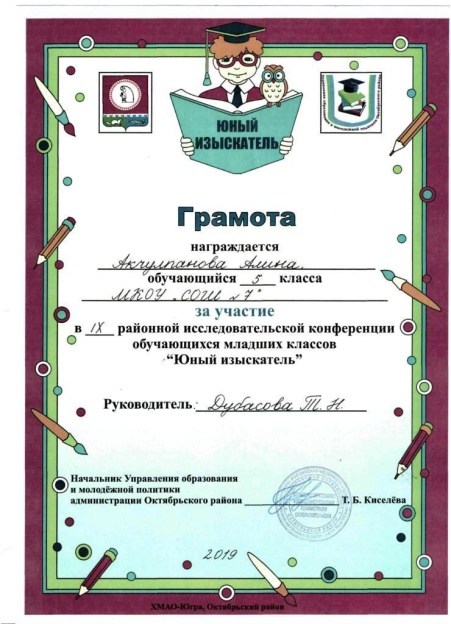 ЮНЫЙ
ИЗЫСКАТЕЛЬ
Грамота
награждается
Акчулпанова Алина.
обучающийся 5 класса
МКОУ "СОШ №7"
за участие
в IX районной исследовательской конференции
обучающихся младших классов
“Юный изыскатель”
Руководитель: Дубасова Т. Н.
Начальник Управления образования
и молодёжной политики
администрации Октябрьского района Т. Б. Киселёва
2019
ХМАО-Югра, Октябрьский район